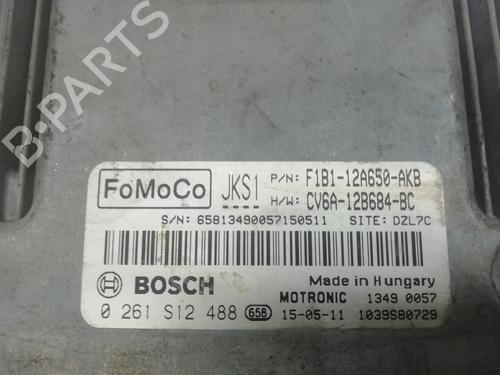 B-PARTS
FoMoCo JKS1 P/N: F1B1-12A650-AKB
H/W: CV6A-12B684-BC
S/N: 65813490057150511 SITE: DZL7C
BOSCH Made in Hungary
MOTRONIC 1349 0057
0 261 S12 488 65B 15-05-11 1039S80729